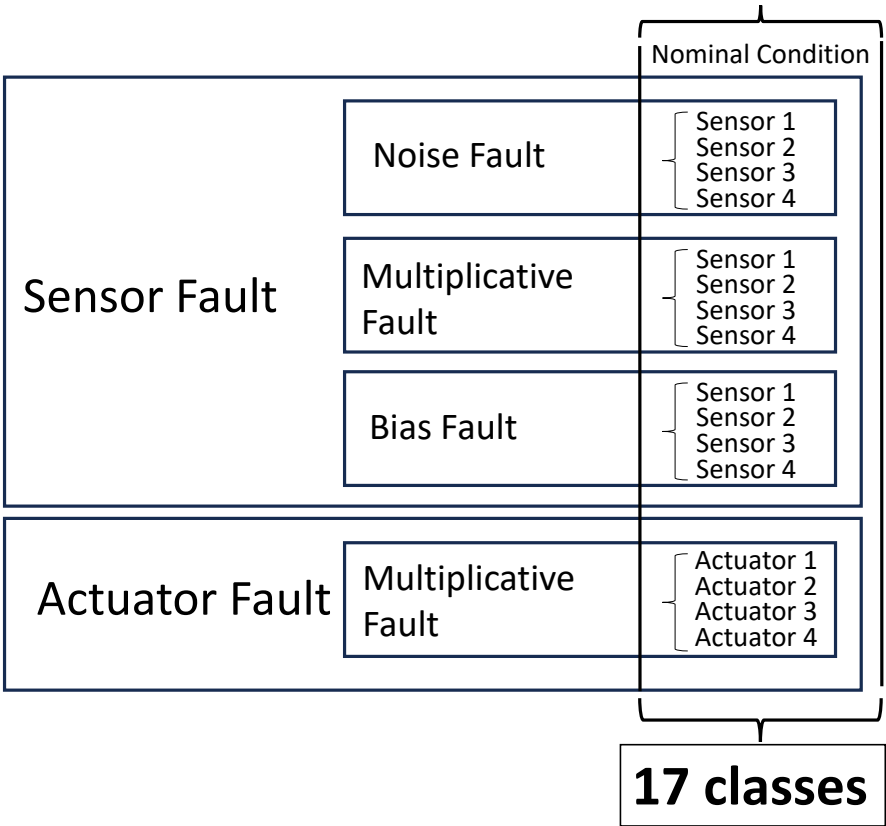 Nominal Condition
Sensor Fault
Noise Fault
Sensor 1
Sensor 2
Sensor 3
Sensor 4
Multiplicative
Fault
Sensor 1
Sensor 2
Sensor 3
Sensor 4
Bias Fault
Sensor 1
Sensor 2
Sensor 3
Sensor 4
Actuator Fault
Multiplicative
Fault
Actuator 1
Actuator 2
Actuator 3
Actuator 4
17 classes